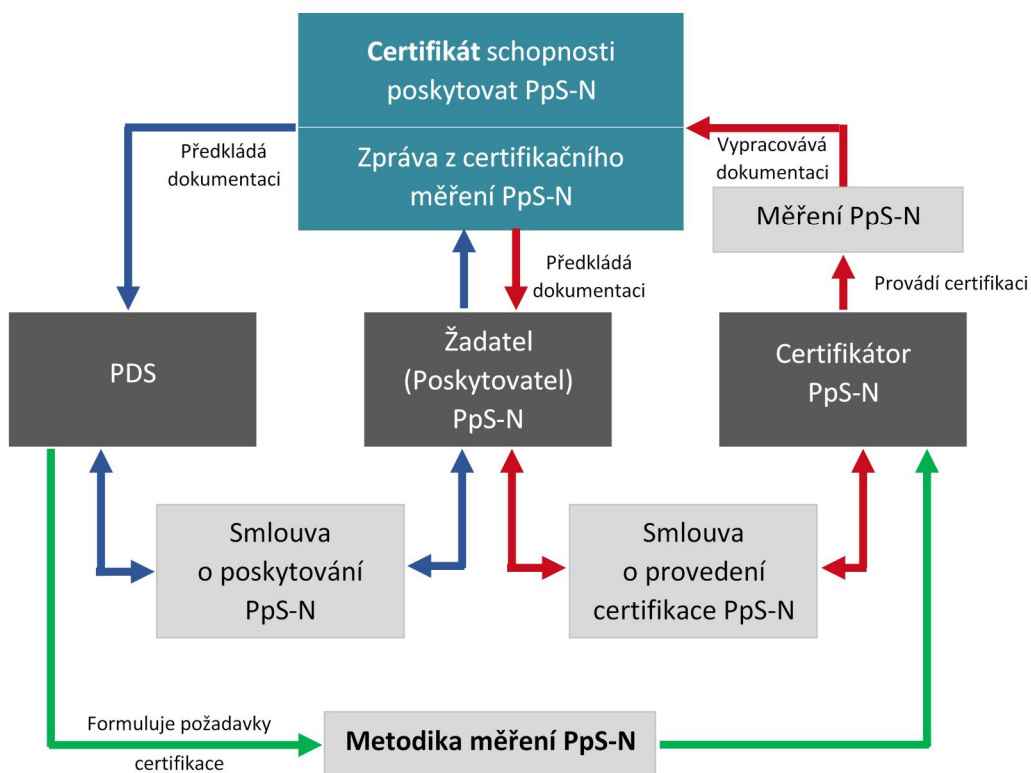 Certifikát schopnosti
poskytovat PpS-N
Zpráva z certifikačního
měření PpS-N
Předkládá
dokumentaci
Vypracovává
dokumentaci
Měření PpS-N
Předkládá
dokumentaci
Provádí certifikaci
PDS
Žadatel
(Poskytovatel)
PpS-N
Certifikátor
PpS-N
Smlouva
o poskytování
PpS-N
Smlouva
o provedení
certifikace PpS-N
Formuluje požadavky
certifikace
Metodika měření PpS-N